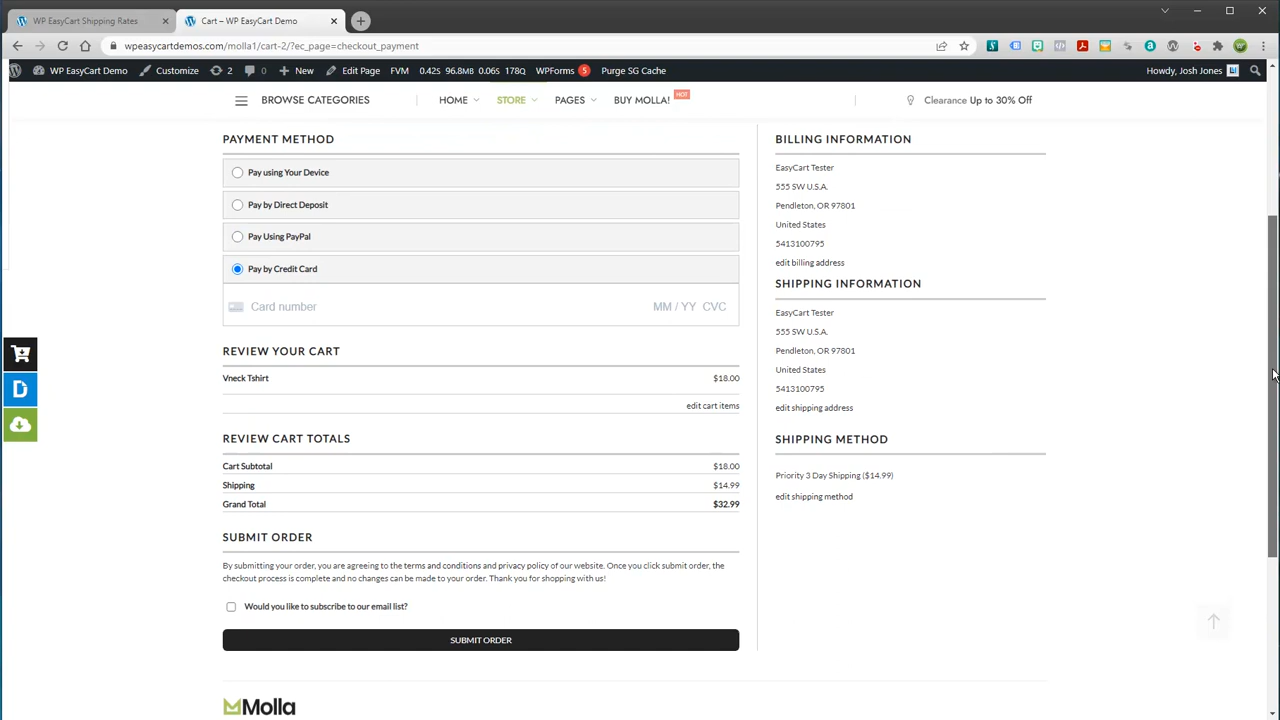 WP EasyCart Shipping Rates
Cart – WP EasyCart Demo
wpeasycartdemos.com/molla1/cart-2/?ec_page=checkout_payment
WP EasyCart Demo Customize 2 0 New Edit Page FVM 0.42S 96.8MB 0.06S 178Q WPForms 5 Purge SG Cache Howdy, Josh Jones
BROWSE CATEGORIES HOME STORE PAGES BUY MOLLA! HOT Clearance Up to 30% Off
PAYMENT METHOD
Pay using Your Device
Pay by Direct Deposit
Pay Using PayPal
Pay by Credit Card
Card number MM / YY CVC
REVIEW YOUR CART
Vneck Tshirt $18.00
edit cart items
REVIEW CART TOTALS
Cart Subtotal $18.00
Shipping $14.99
Grand Total $32.99
SUBMIT ORDER
By submitting your order, you are agreeing to the terms and conditions and privacy policy of our website. Once you click submit order, the
checkout process is complete and no changes can be made to your order. Thank you for shopping with us!
Would you like to subscribe to our email list?
SUBMIT ORDER
BILLING INFORMATION
EasyCart Tester
555 SW U.S.A.
Pendleton, OR 97801
United States
5413100795
edit billing address
SHIPPING INFORMATION
EasyCart Tester
555 SW U.S.A.
Pendleton, OR 97801
United States
5413100795
edit shipping address
SHIPPING METHOD
Priority 3 Day Shipping ($14.99)
edit shipping method
Molla